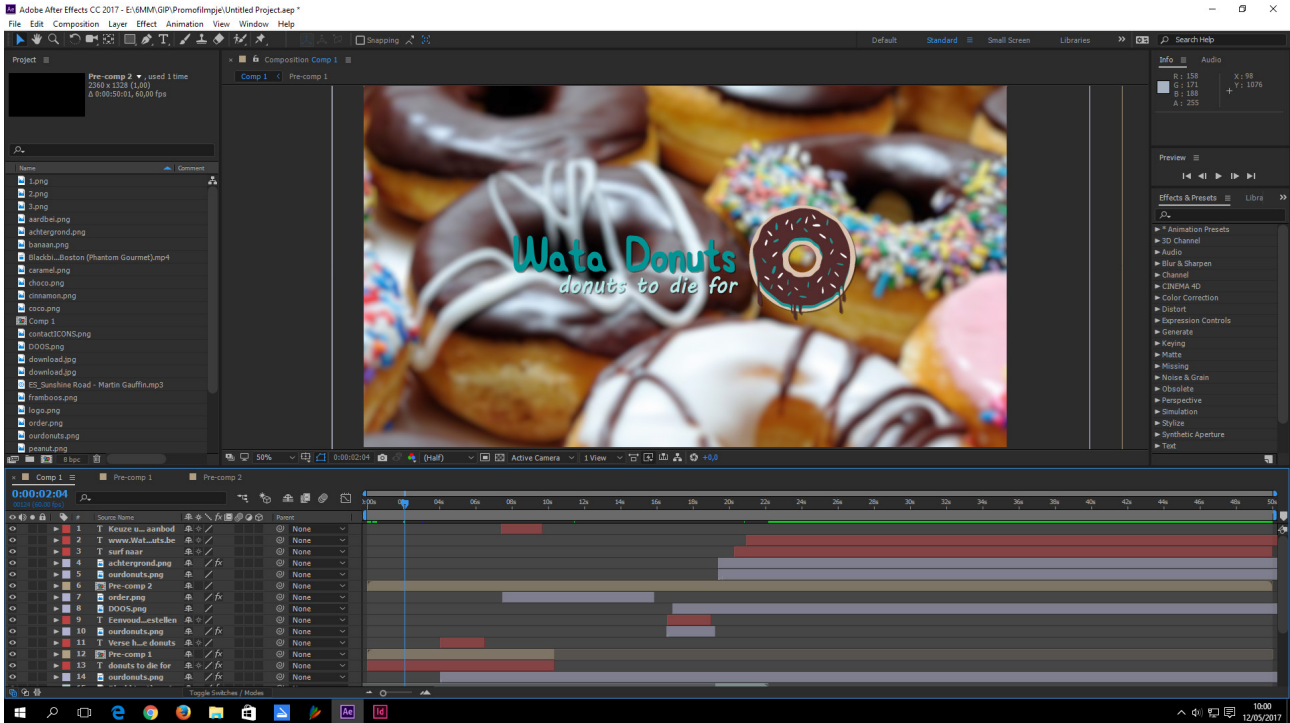 Adobe After Effects CC 2017 - E:\6MM\GIP\Promofilmpje\Untitled Project.aep *
File Edit Composition Layer Effect Animation View Window Help
Snapping
Default Standard Small Screen Libraries Search Help
Project
Pre-comp 2 ▼, used 1 time
2360 x 1328 (1,00)
Δ 0:00:50:01, 60,00 fps
Name Comment
1.png
2.png
3.png
aardbei.png
achtergrond.png
banaan.png
Blackbi...Boston (Phantom Gourmet).mp4
caramel.png
choco.png
cinnamon.png
coco.png
Comp 1
contactICONS.png
DOOS.png
download.jpg
download.jpg
ES_Sunshine Road - Martin Gauffin.mp3
framboos.png
logo.png
order.png
ourdonuts.png
peanut.png
8 bpc
Composition Comp 1
Comp 1 Pre-comp 1
Wata Donuts
donuts to die for
50% 0:00:02:04 (Half) Active Camera 1 View +0,0
Info Audio
R : 158 X : 98
G : 171 Y : 1076
B : 188
A : 255
Preview
Effects & Presets Libra
* Animation Presets
3D Channel
Audio
Blur & Sharpen
Channel
CINEMA 4D
Color Correction
Distort
Expression Controls
Generate
Keying
Matte
Missing
Noise & Grain
Obsolete
Perspective
Simulation
Stylize
Synthetic Aperture
Text
Comp 1 Pre-comp 1 Pre-comp 2
0:00:02:04
00124 (60.00 fps)
04s 06s 08s 10s 12s 14s 16s 18s 20s 22s 24s 26s 28s 30s 32s 34s 36s 38s 40s 42s 44s 46s 48s 50s
# Source Name Parent
1 T Keuze u... aanbod None
2 T www.Wat...uts.be None
3 T surf naar None
4 achtergrond.png None
5 ourdonuts.png None
6 Pre-comp 2 None
7 order.png None
8 DOOS.png None
9 T Eenvoud...estellen None
10 ourdonuts.png None
11 T Verse h...e donuts None
12 Pre-comp 1 None
13 T donuts to die for None
14 ourdonuts.png None
Toggle Switches / Modes
Ae Id
10:00
12/05/2017